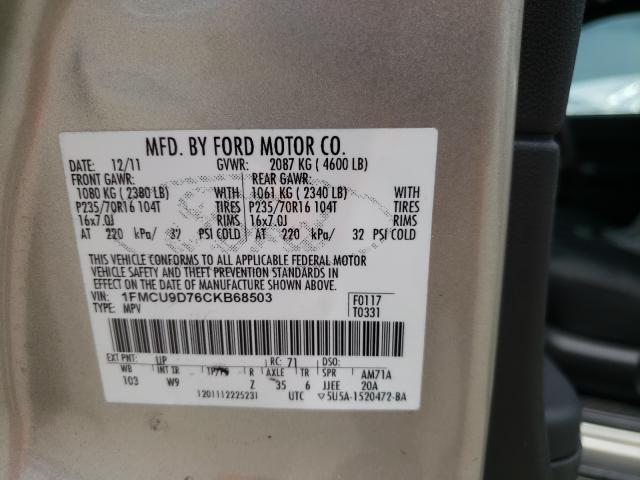 MFD. BY FORD MOTOR CO.
DATE: 12/11 GVWR: 2087 KG ( 4600 LB)
FRONT GAWR: REAR GAWR:
1080 KG ( 2380 LB) WITH 1061 KG ( 2340 LB) WITH
P235/70R16 104T TIRES P235/70R16 104T TIRES
16x7.0J RIMS 16x7.0J RIMS
AT 220 kPa/ 32 PSI COLD AT 220 kPa/ 32 PSI COLD
THIS VEHICLE CONFORMS TO ALL APPLICABLE FEDERAL MOTOR
VEHICLE SAFETY AND THEFT PREVENTION STANDARDS IN
EFFECT ON THE DATE OF MANUFACTURE SHOWN ABOVE.
VIN: 1FMCU9D76CKB68503 F0117
TYPE: MPV T0331
EXT PNT: UP RC: 71 DSO:
WB INT TR R AXLE TR SPR AM71A
103 W9 Z 35 6 JJEE 20A
1201112225231 UTC 5U5A-1520472-BA